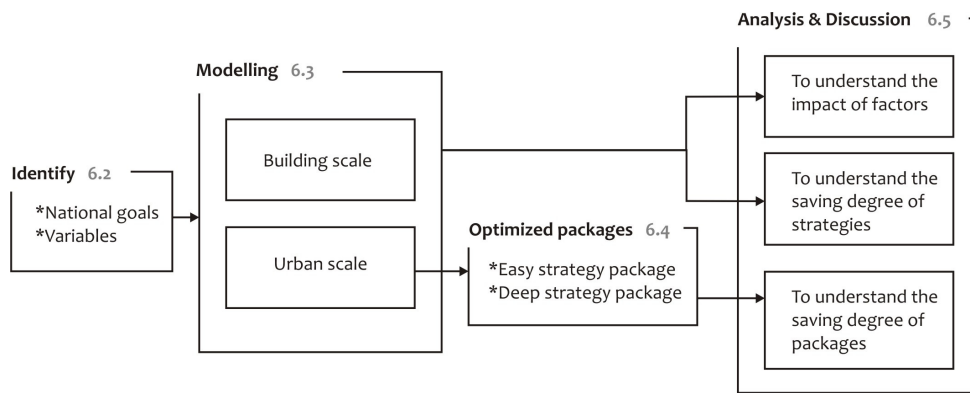 Identify 6.2
*National goals
*Variables
Modelling 6.3
Building scale
Urban scale
Optimized packages 6.4
*Easy strategy package
*Deep strategy package
Analysis & Discussion 6.5
To understand the
impact of factors
To understand the
saving degree of
strategies
To understand the
saving degree of
packages